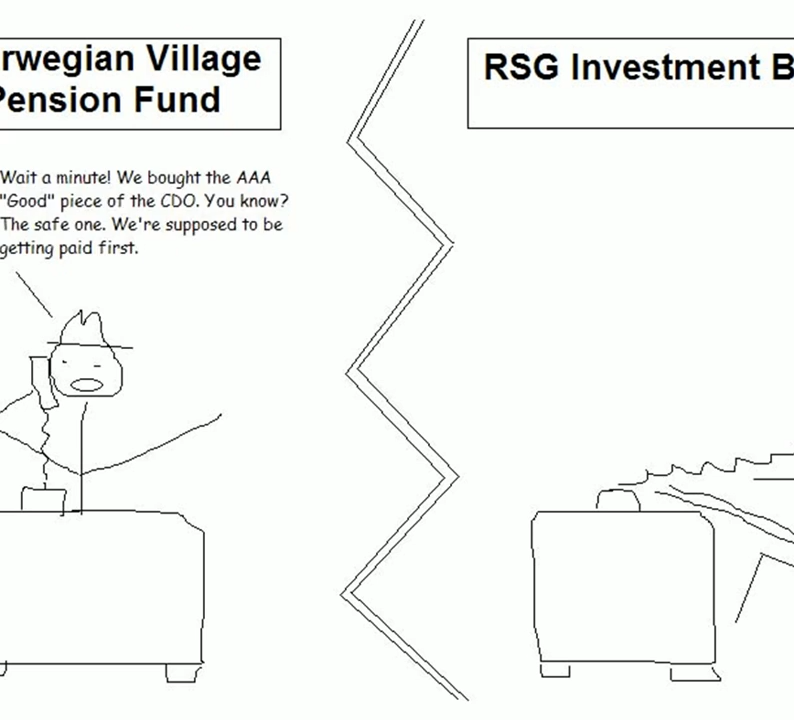 rwegian Village
Pension Fund
RSG Investment B
Wait a minute! We bought the AAA
"Good" piece of the CDO. You know?
The safe one. We're supposed to be
getting paid first.